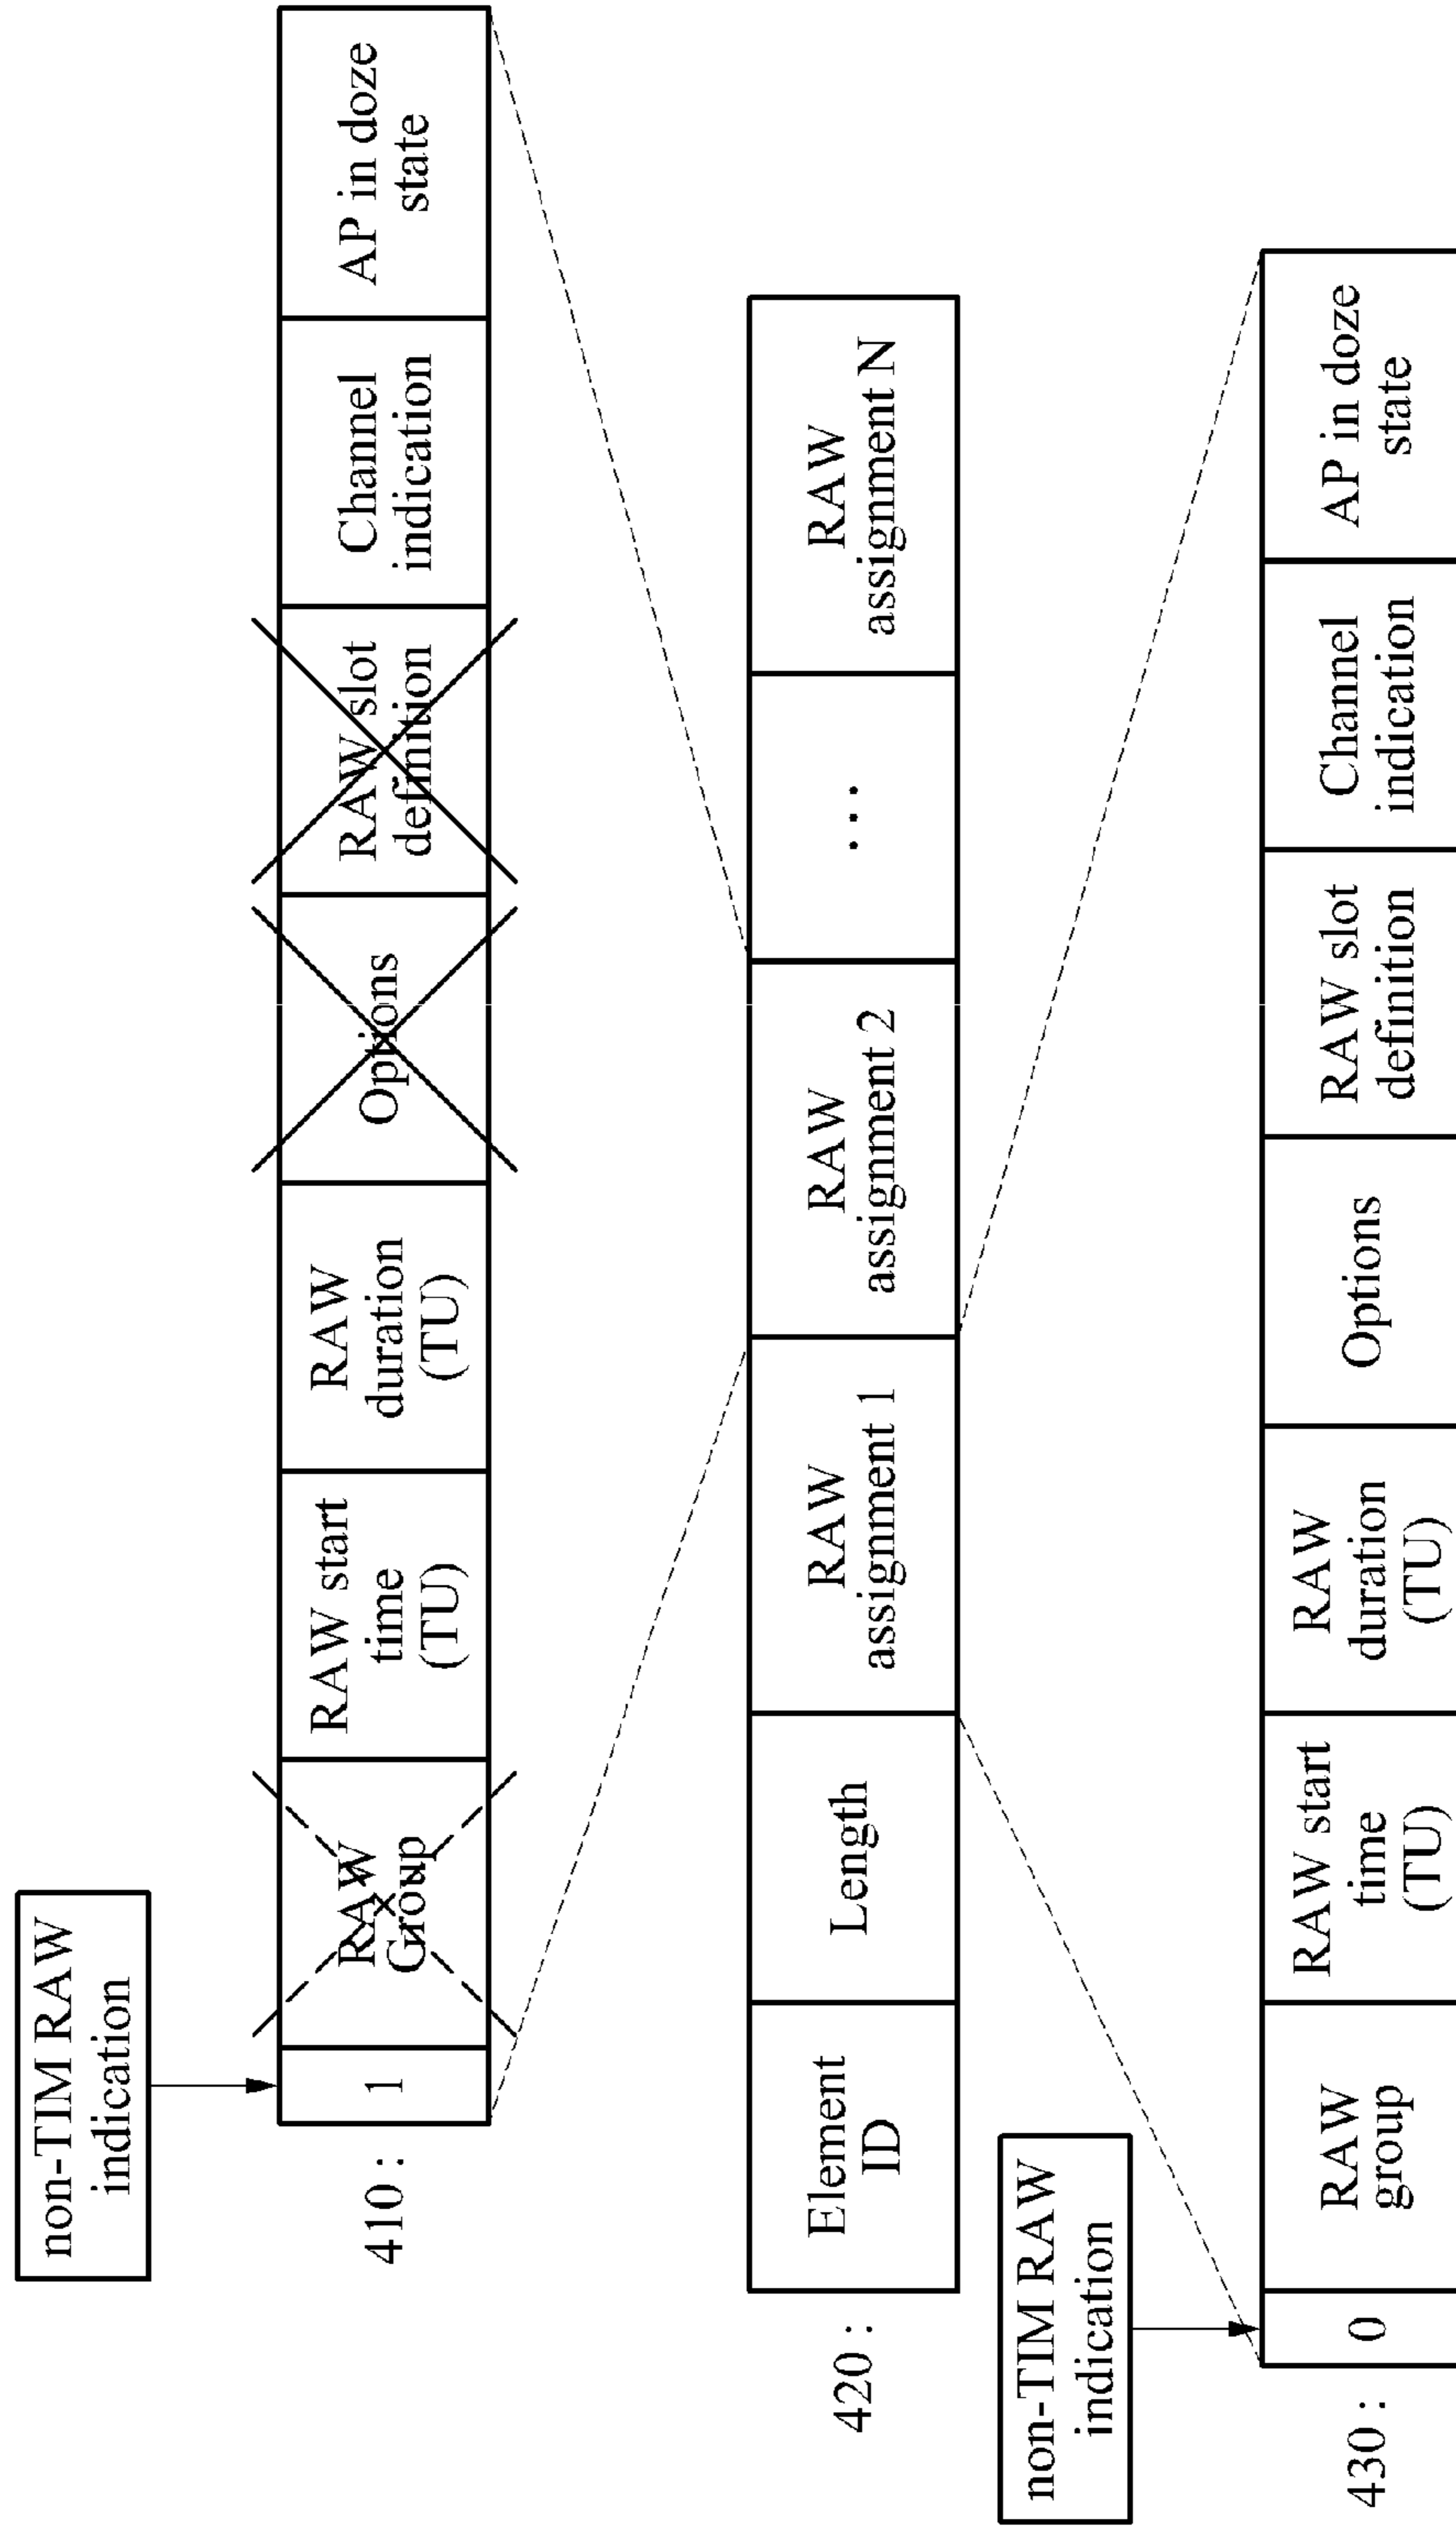 non-TIM RAW
indication
410 :
1
RAW
Group
RAW start
time
(TU)
RAW
duration
(TU)
Options
RAW slot
definition
Channel
indication
AP in doze
state
420 :
Element
ID
Length
RAW
assignment 1
RAW
assignment 2
...
RAW
assignment N
non-TIM RAW
indication
430 :
0
RAW
group
RAW start
time
(TU)
RAW
duration
(TU)
Options
RAW slot
definition
Channel
indication
AP in doze
state